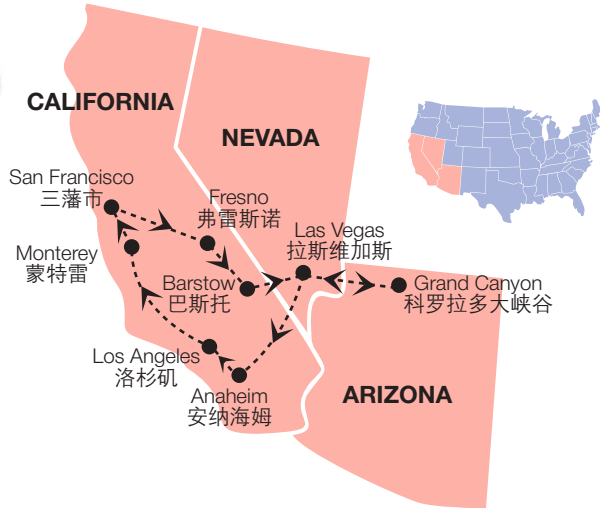 CALIFORNIA
NEVADA
San Francisco
三藩市
Fresno
弗雷斯诺
Las Vegas
拉斯维加斯
Monterey
蒙特雷
Barstow
巴斯托
Grand Canyon
科罗拉多大峡谷
Los Angeles
洛杉矶
Anaheim
安纳海姆
ARIZONA